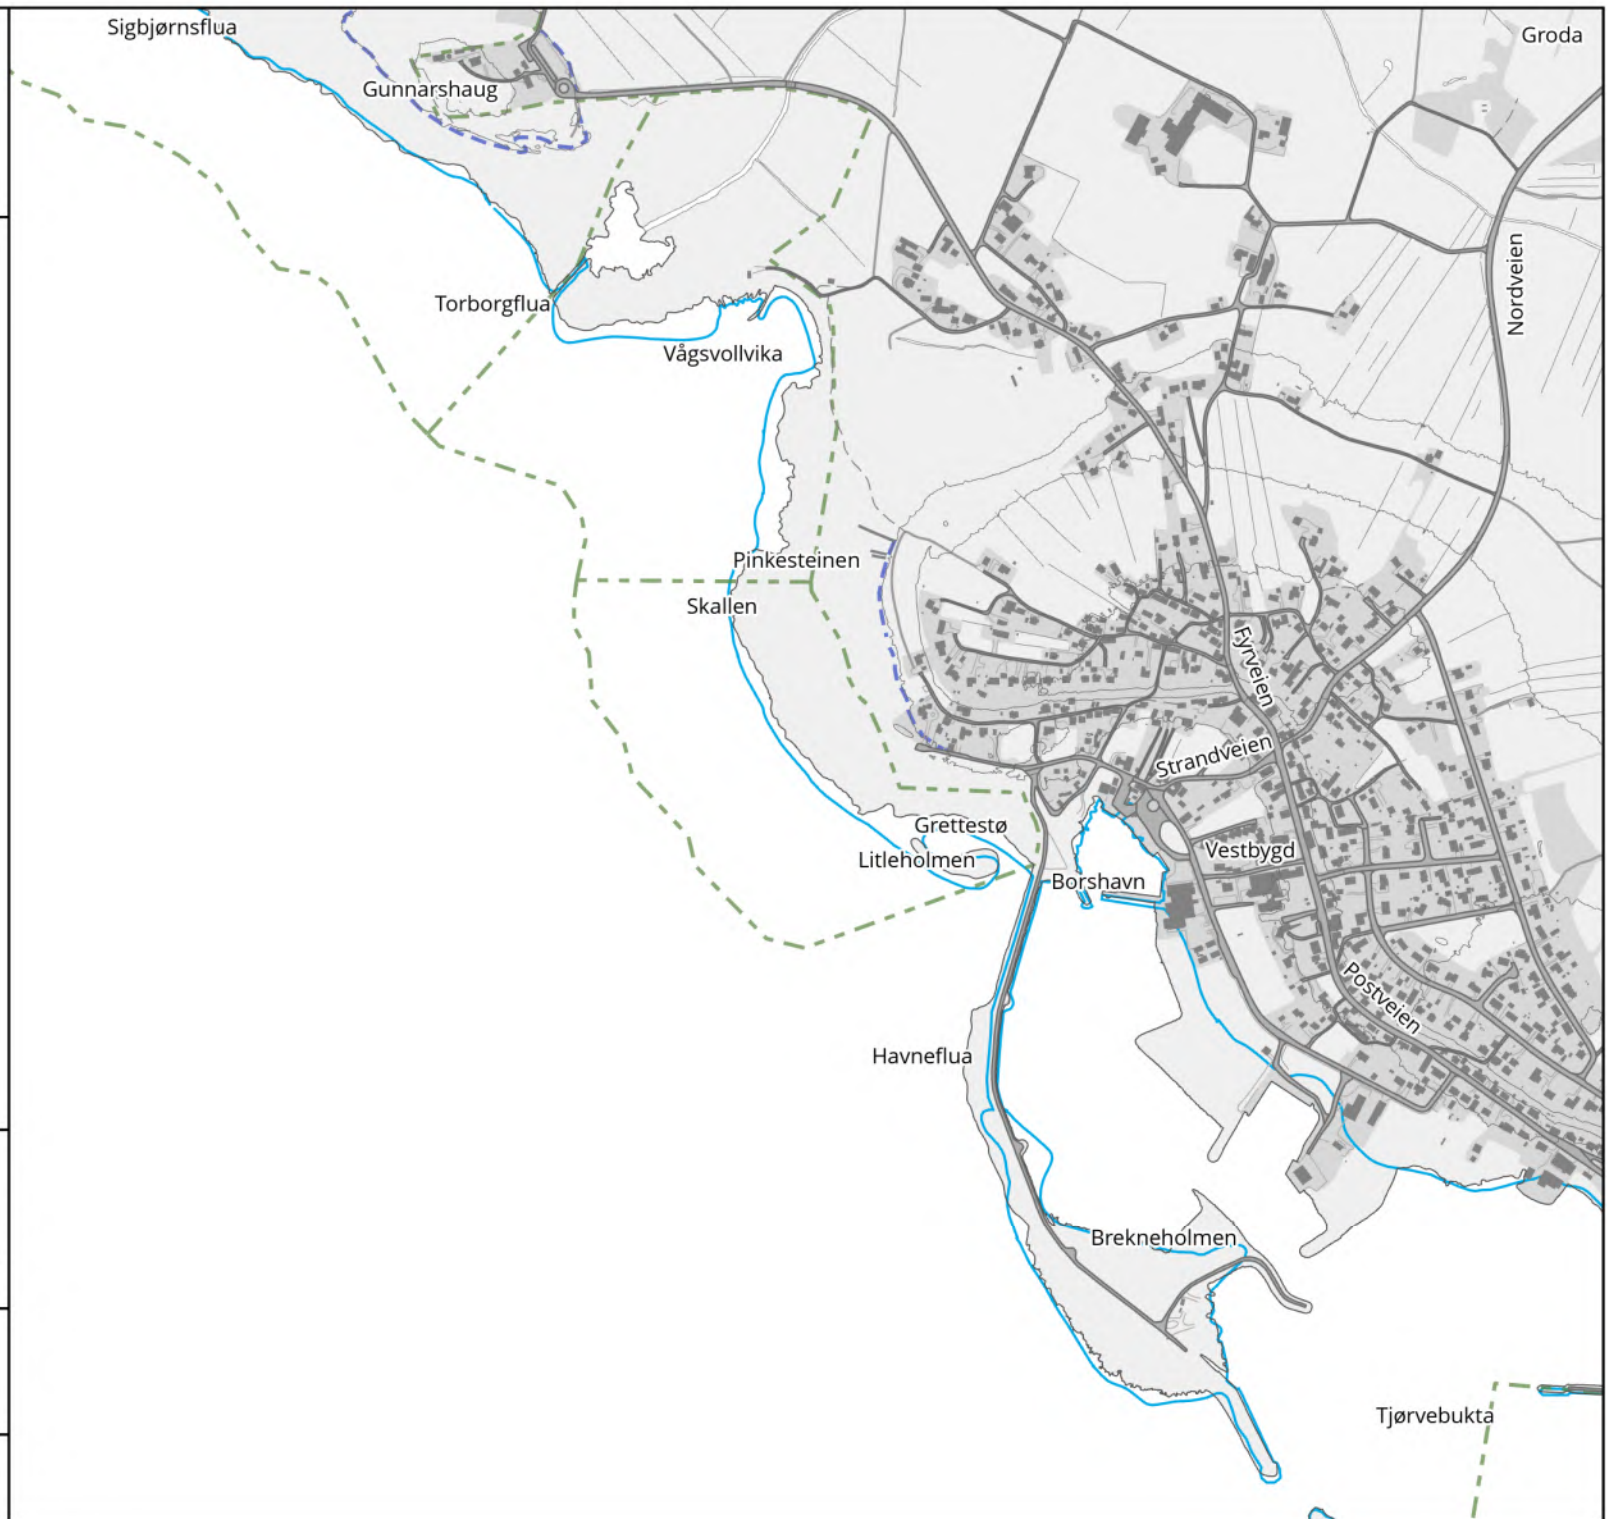 Sigbjørnsflua
Groda
Gunnarshaug
Nordveien
Torborgflua
Vågsvollvika
Pinkesteinen
Skallen
Fyrveien
Strandveien
Grettestø
Vestbygd
Litleholmen
Borshavn
Postveien
Havneflua
Brekneholmen
Tjørvebukta